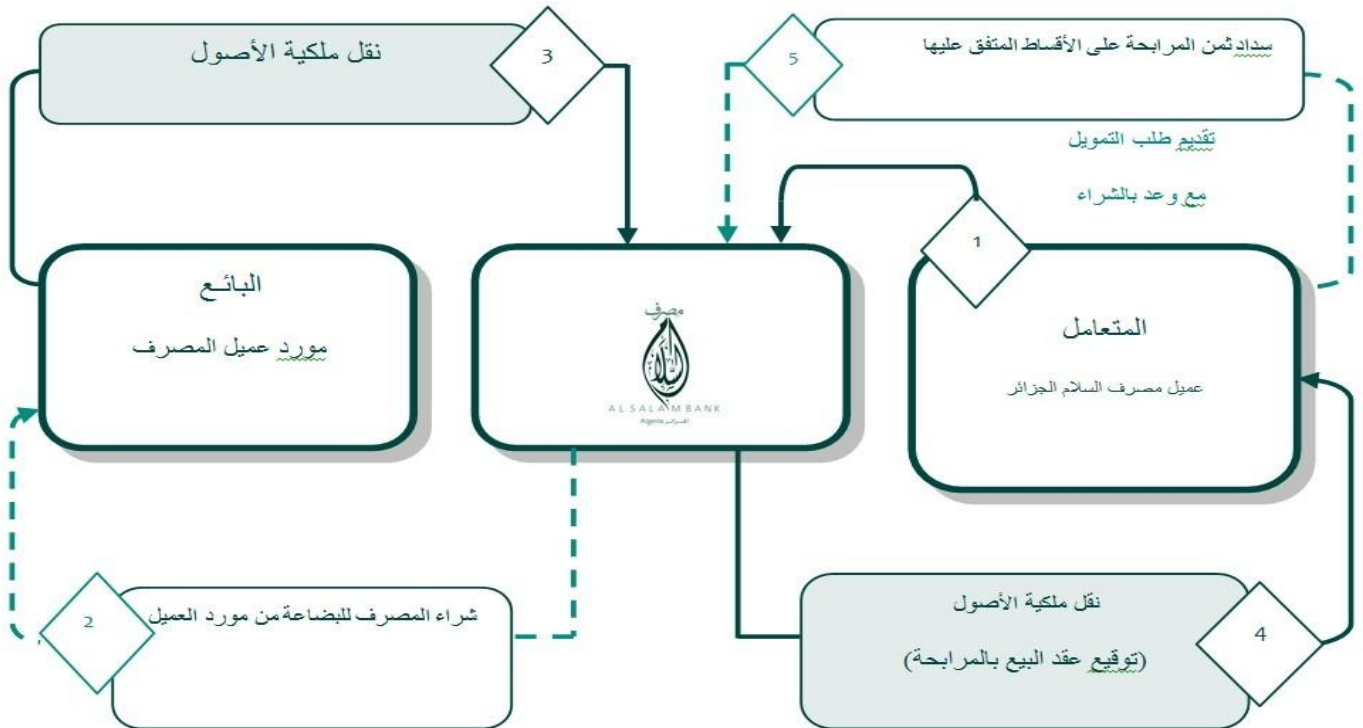 نقل ملكية الأصول
3
5
سداد ثمن المرابحة على الأقساط المتفق عليها
تقديم طلب التمويل
مع وعد بالشراء
1
البائـع
مورد عميل المصرف
مصرف
السلام
AL SALAM BANK
Algeria الجزائر
المتعامل
عميل مصرف السلام الجزائر
2
شراء المصرف للبضاعة من مورد العميل
نقل ملكية الأصول
(توقيع عقد البيع بالمرابحة)
4